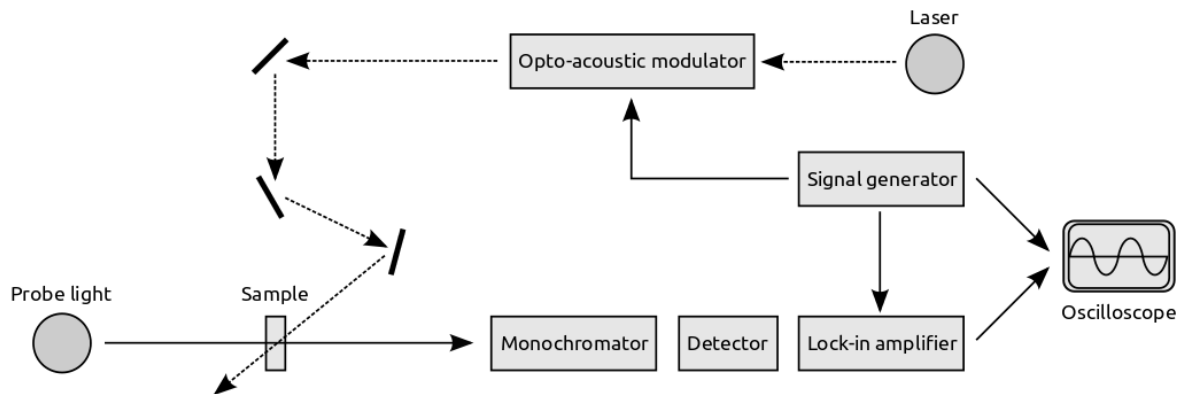 Laser
Opto-acoustic modulator
Signal generator
Probe light
Sample
Oscilloscope
Monochromator
Detector
Lock-in amplifier